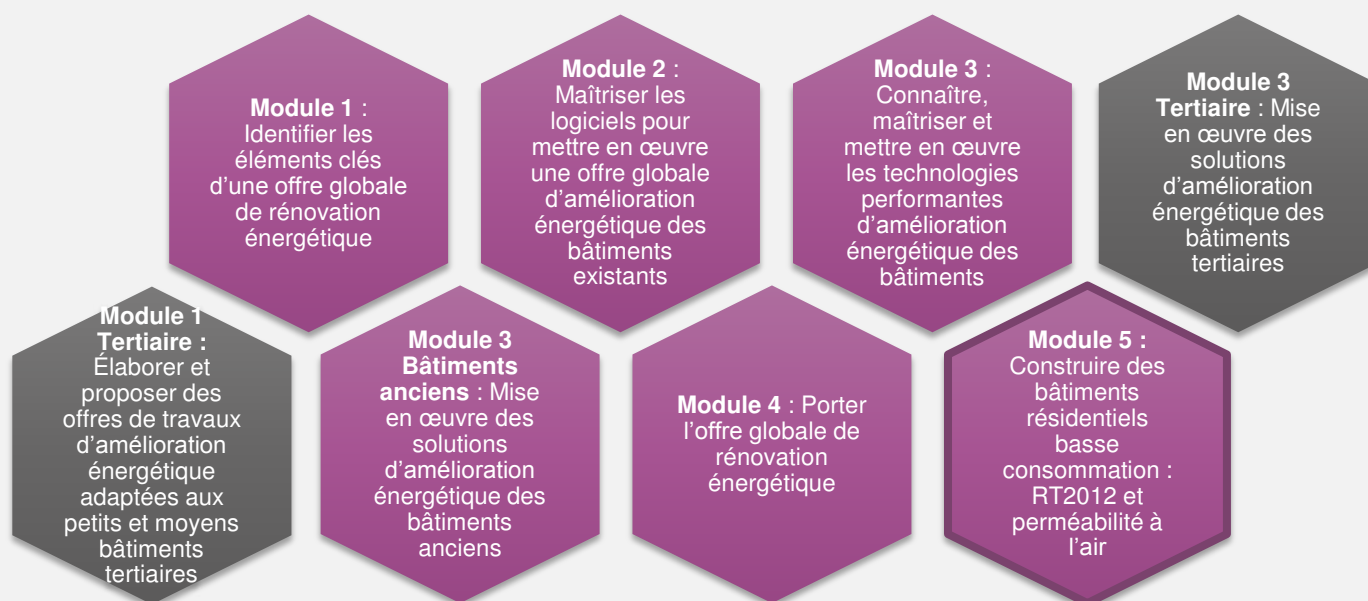 Module 1 :
Identifier les
éléments clés
d’une offre globale
de rénovation
énergétique
Module 2 :
Maîtriser les
logiciels pour
mettre en œuvre
une offre globale
d’amélioration
énergétique des
bâtiments
existants
Module 3 :
Connaître,
maîtriser et
mettre en œuvre
les technologies
performantes
d’amélioration
énergétique des
bâtiments
Module 3
Tertiaire : Mise
en œuvre des
solutions
d’amélioration
énergétique des
bâtiments
tertiaires
Module 1
Tertiaire :
Élaborer et
proposer des
offres de travaux
d’amélioration
énergétique
adaptées aux
petits et moyens
bâtiments
tertiaires
Module 3
Bâtiments
anciens : Mise
en œuvre des
solutions
d’amélioration
énergétique des
bâtiments
anciens
Module 4 : Porter
l’offre globale de
rénovation
énergétique
Module 5 :
Construire des
bâtiments
résidentiels
basse
consommation :
RT2012 et
perméabilité à
l’air